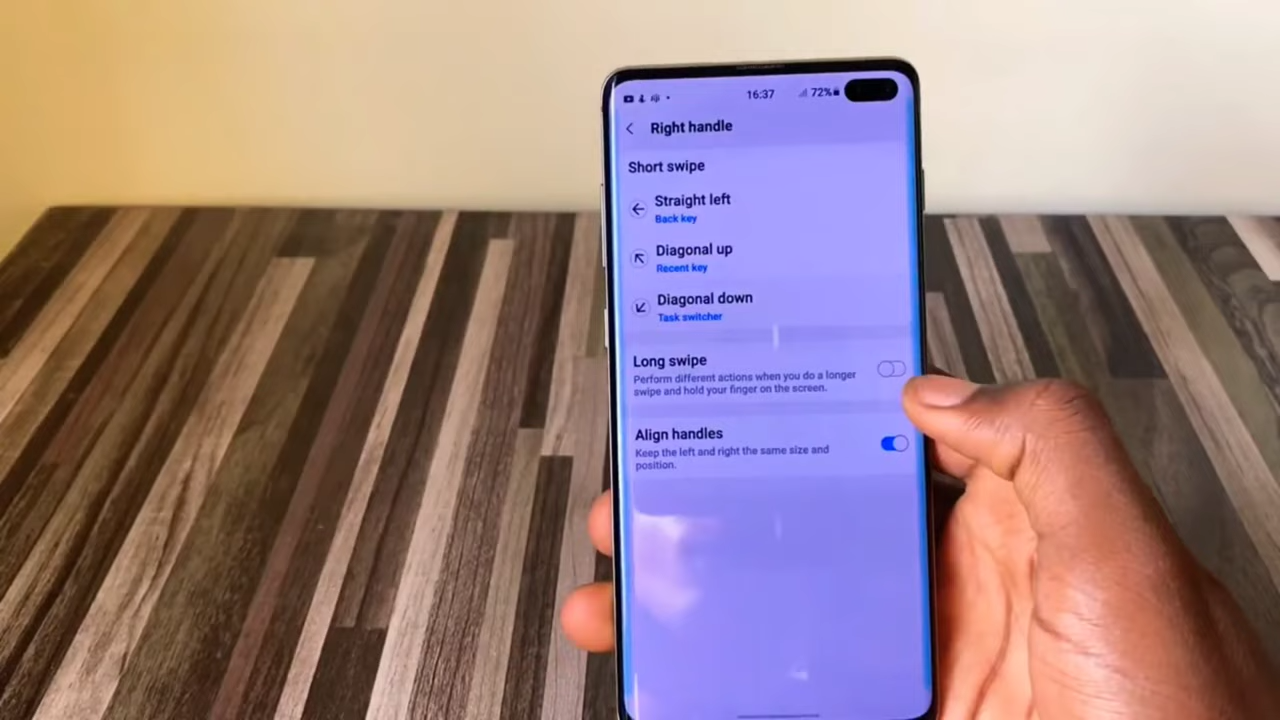 16:37
72%
Right handle
Short swipe
Straight left
Back key
Diagonal up
Recent key
Diagonal down
Task switcher
Long swipe
Perform different actions when you do a longer
swipe and hold your finger on the screen.
Align handles
Keep the left and right the same size and
position.